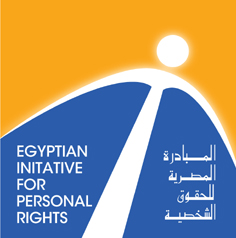 EGYPTIAN
INITATIVE
FOR
PERSONAL
RIGHTS
المبادرة
المصرية
للحقوق
الشخصية